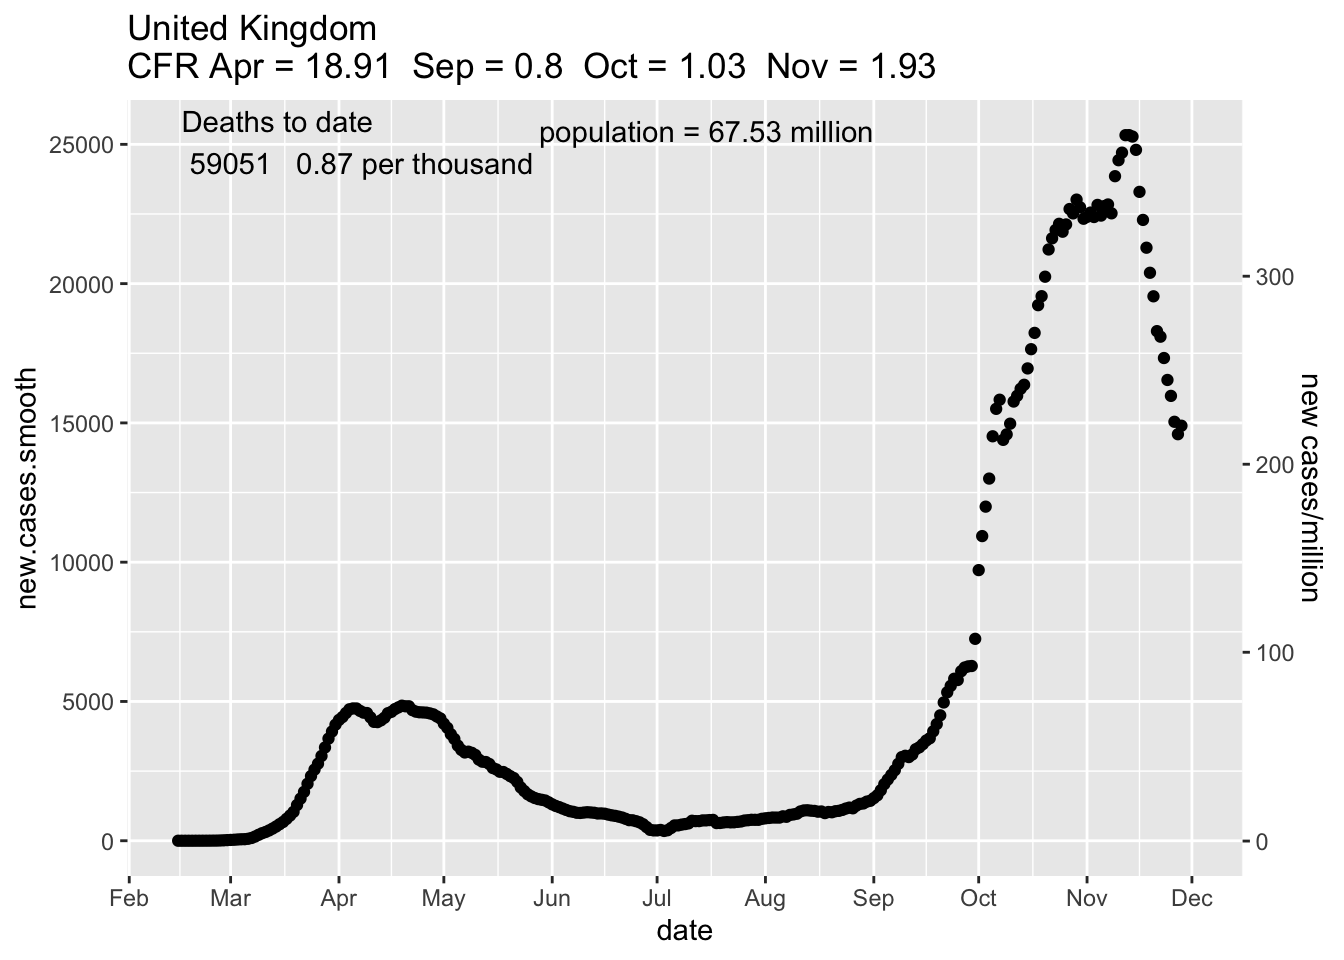 United Kingdom
CFR Apr = 18.91 Sep = 0.8 Oct = 1.03 Nov = 1.93
Deaths to date
population = 67.53 million
59051 0.87 per thousand
25000
20000
15000
10000
5000
0
new.cases.smooth
300
200
100
0
new cases/million
Feb Mar Apr May Jun Jul Aug Sep Oct Nov Dec
date